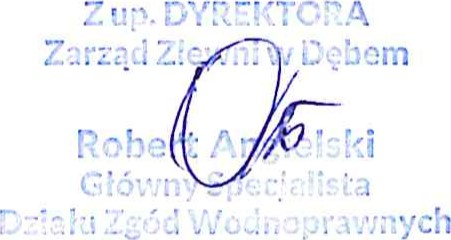 Z up. DYREKTORA
Zarząd Zlewni w Dębem
Robert Angielski
Główny Specjalista
Działu Zgód Wodnoprawnych